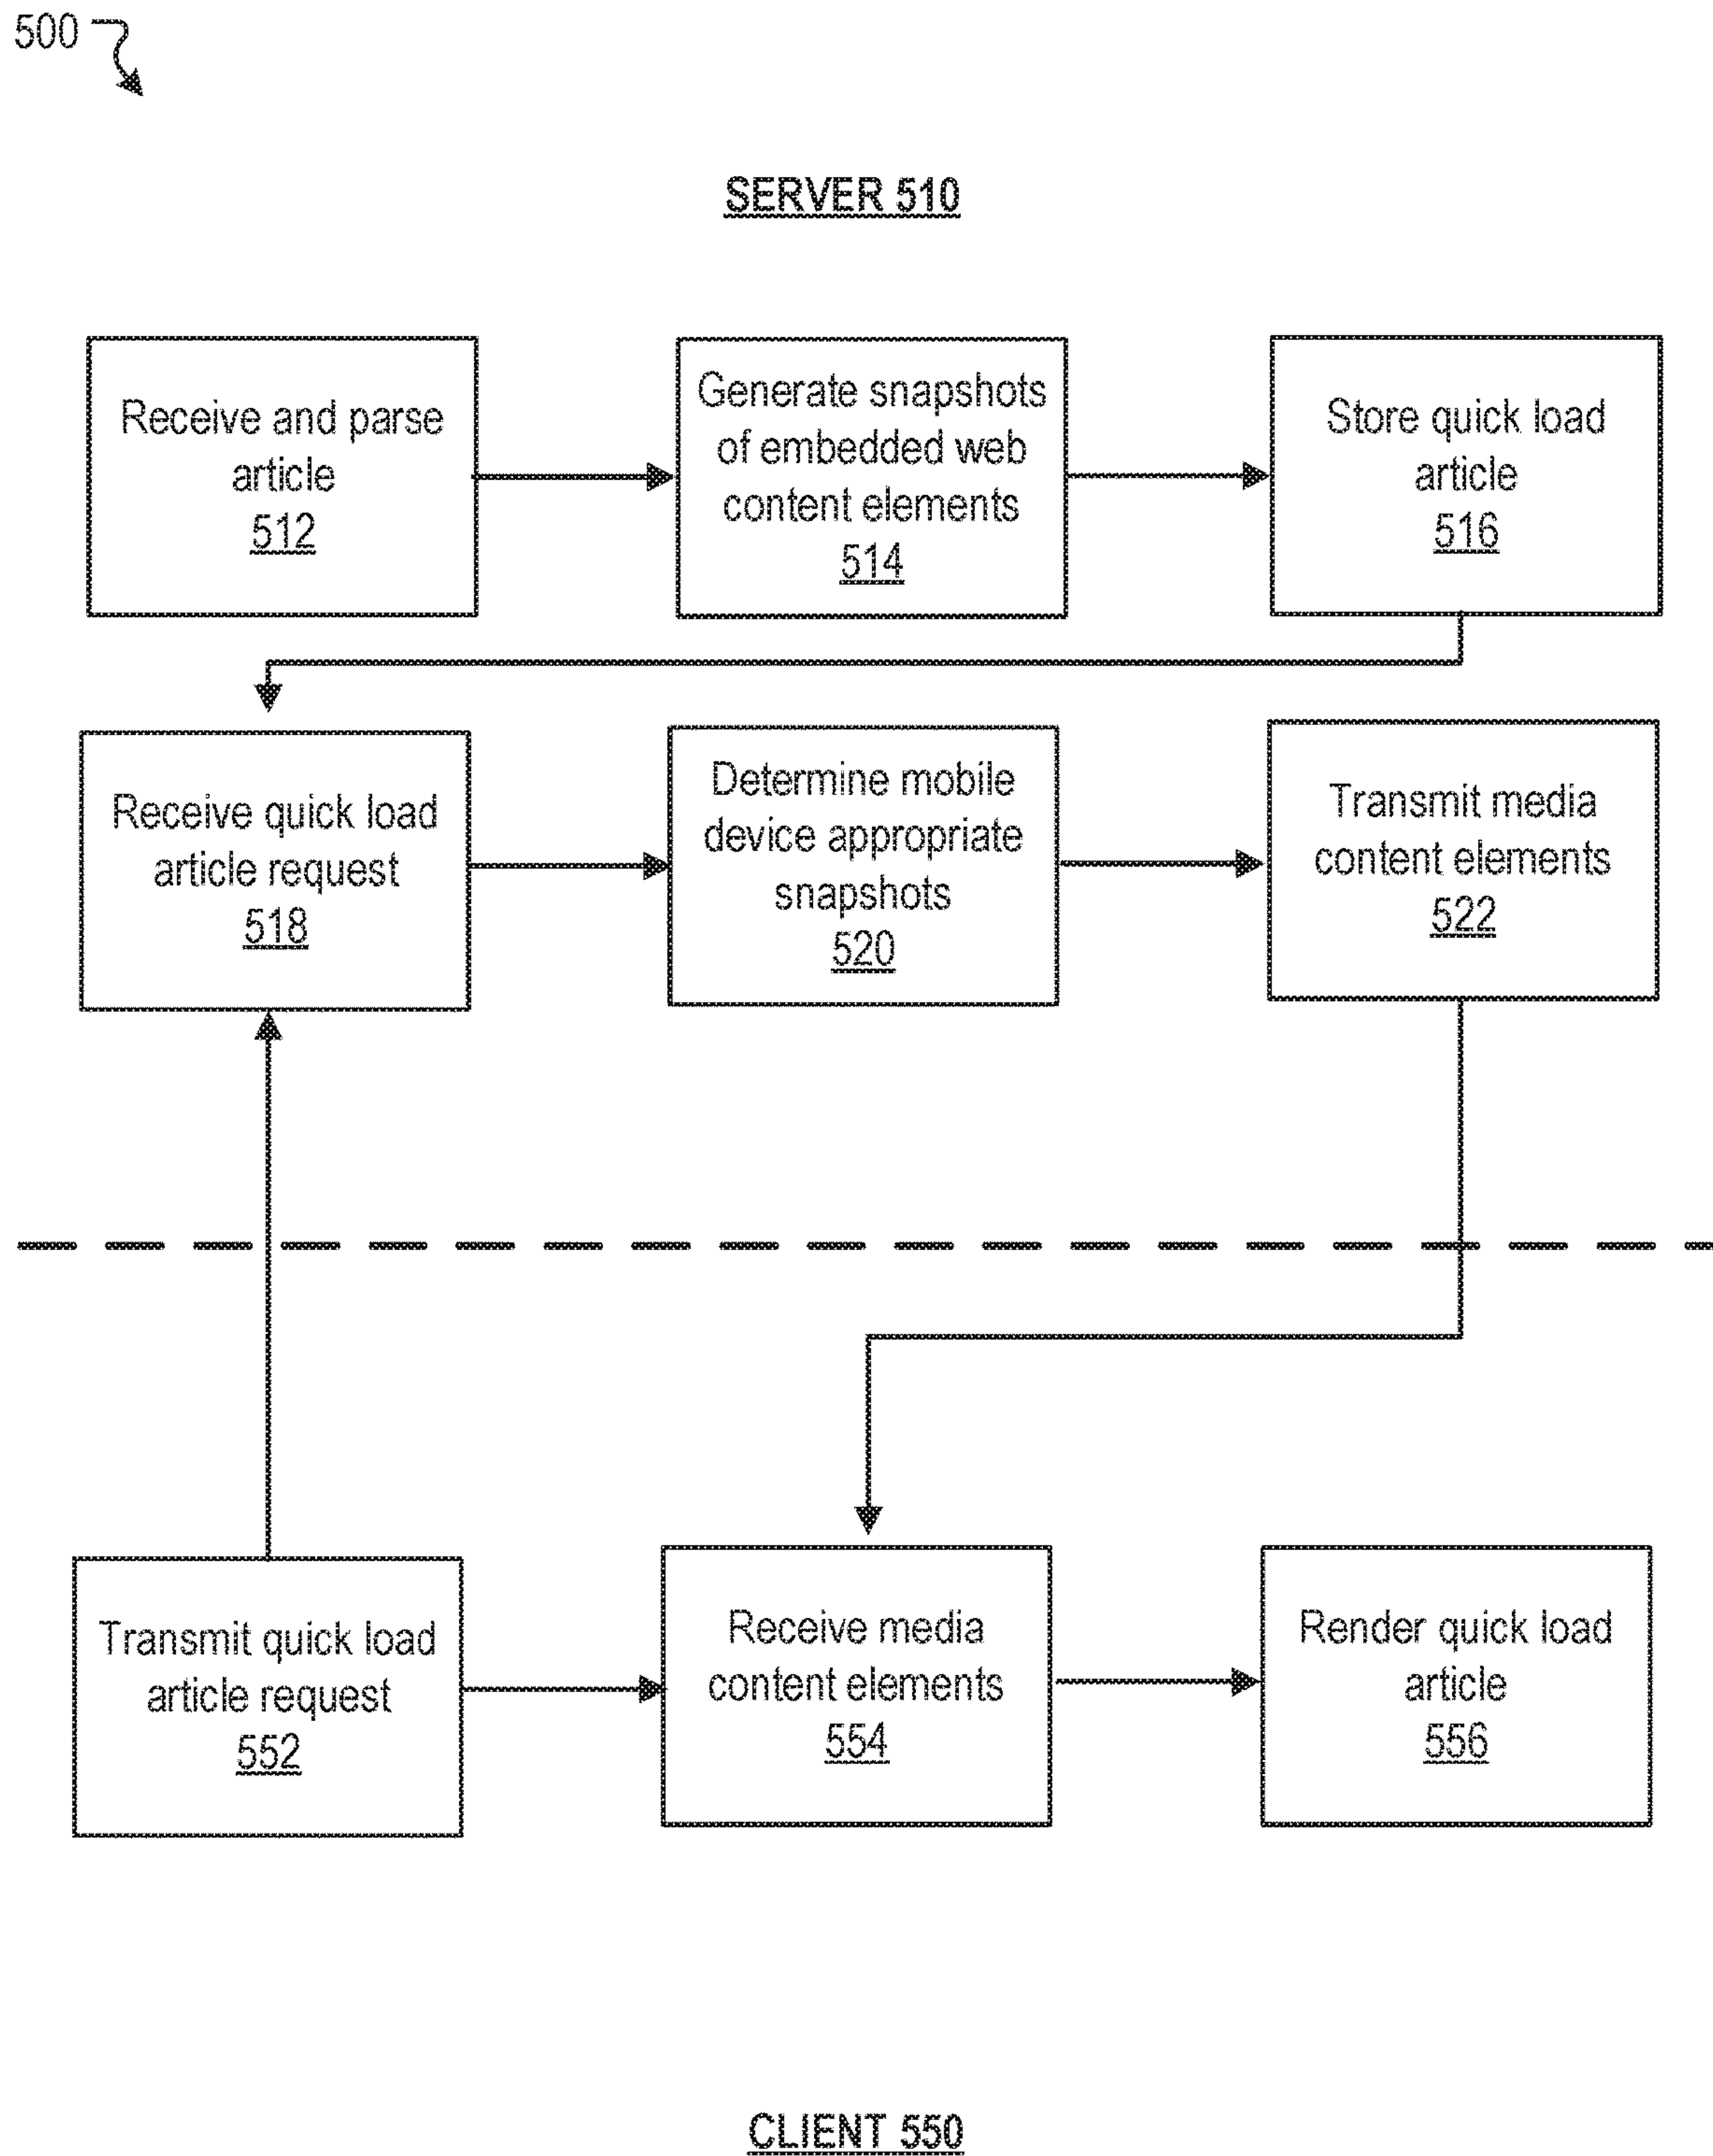 500
SERVER 510
Receive and parse
article
512
Generate snapshots
of embedded web
content elements
514
Store quick load
article
516
Receive quick load
article request
518
Determine mobile
device appropriate
snapshots
520
Transmit media
content elements
522
Transmit quick load
article request
552
Receive media
content elements
554
Render quick load
article
556
CLIENT 550